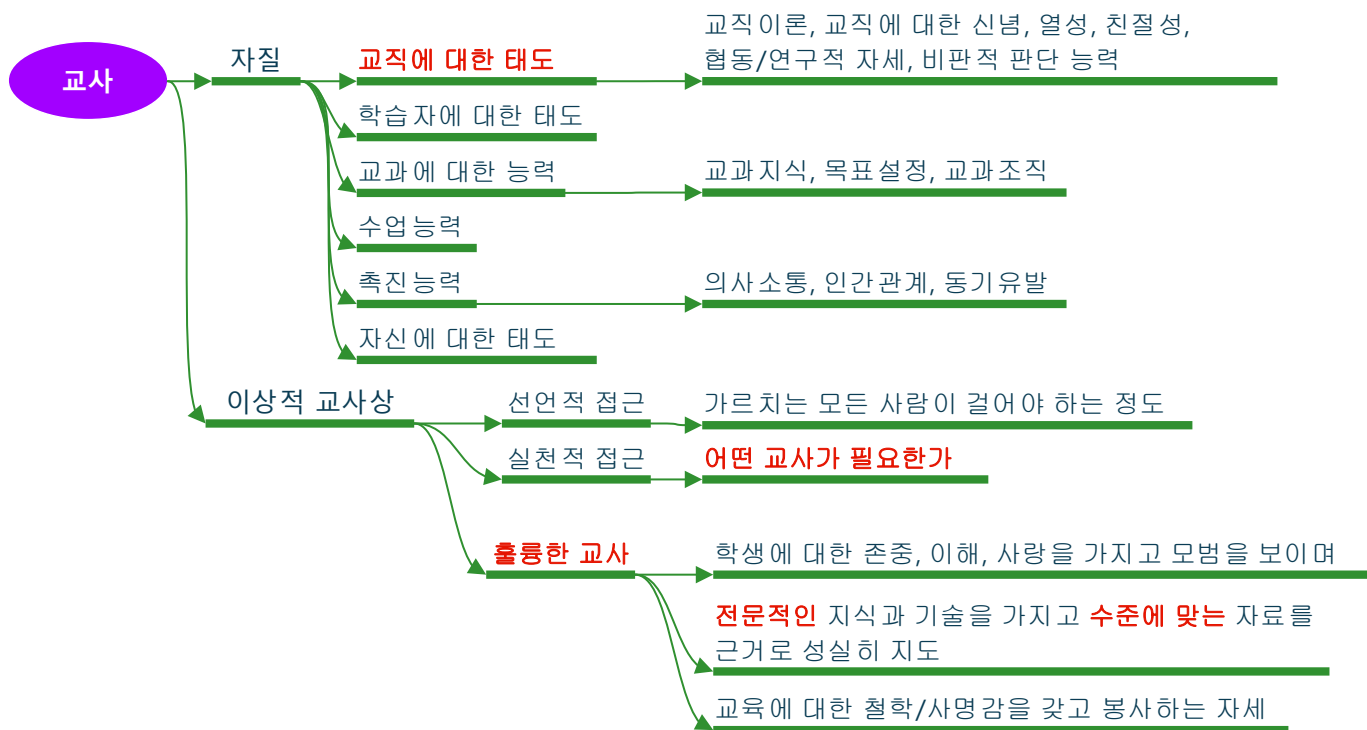 교사
자질
교직에 대한 태도
교직이론, 교직에 대한 신념, 열성, 친절성,
협동/연구적 자세, 비판적 판단 능력
학습자에 대한 태도
교과에 대한 능력
교과지식, 목표설정, 교과조직
수업능력
촉진능력
의사소통, 인간관계, 동기유발
자신에 대한 태도
이상적 교사상
선언적 접근
가르치는 모든 사람이 걸어야 하는 정도
실천적 접근
어떤 교사가 필요한가
훌륭한 교사
학생에 대한 존중, 이해, 사랑을 가지고 모범을 보이며
전문적인 지식과 기술을 가지고 수준에 맞는 자료를
근거로 성실히 지도
교육에 대한 철학/사명감을 갖고 봉사하는 자세